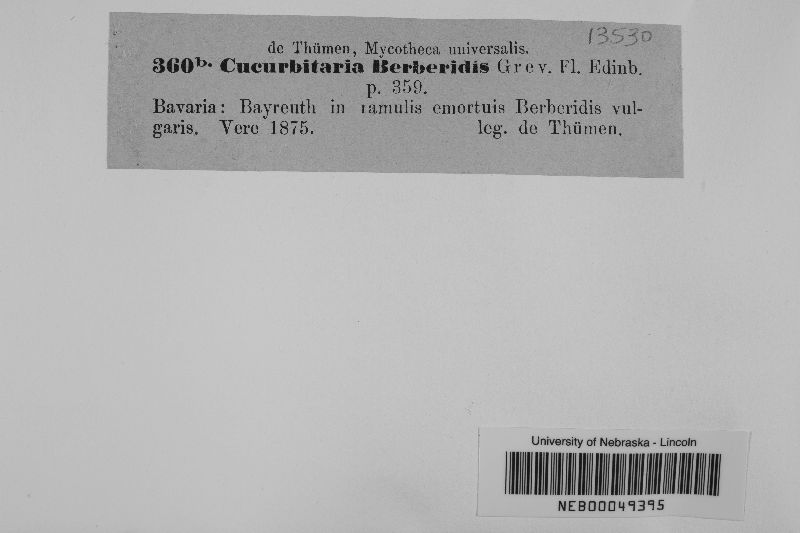 13530
de Thümen, Mycotheca universalis.
360b. Cucurbitaria Berberidis Grev. Fl. Edinb.
p. 359.
Bavaria: Bayreuth in ramulis emortuis Berberidis vul-
garis. Vere 1875. leg. de Thümen.
University of Nebraska - Lincoln
NEB00049395